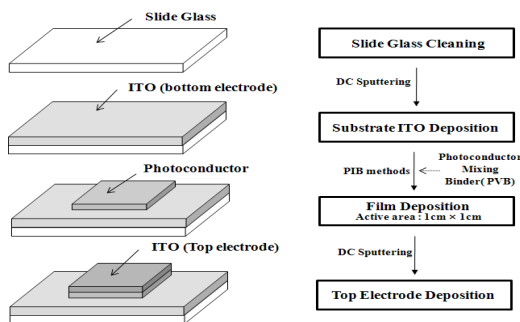 Slide Glass
ITO (bottom electrode)
Photoconductor
ITO (Top electrode)
Slide Glass Cleaning
DC Sputtering
Substrate ITO Deposition
PIB methods
Photoconductor
Mixing
Binder( PVB)
Film Deposition
Active area : 1cm × 1cm
DC Sputtering
Top Electrode Deposition